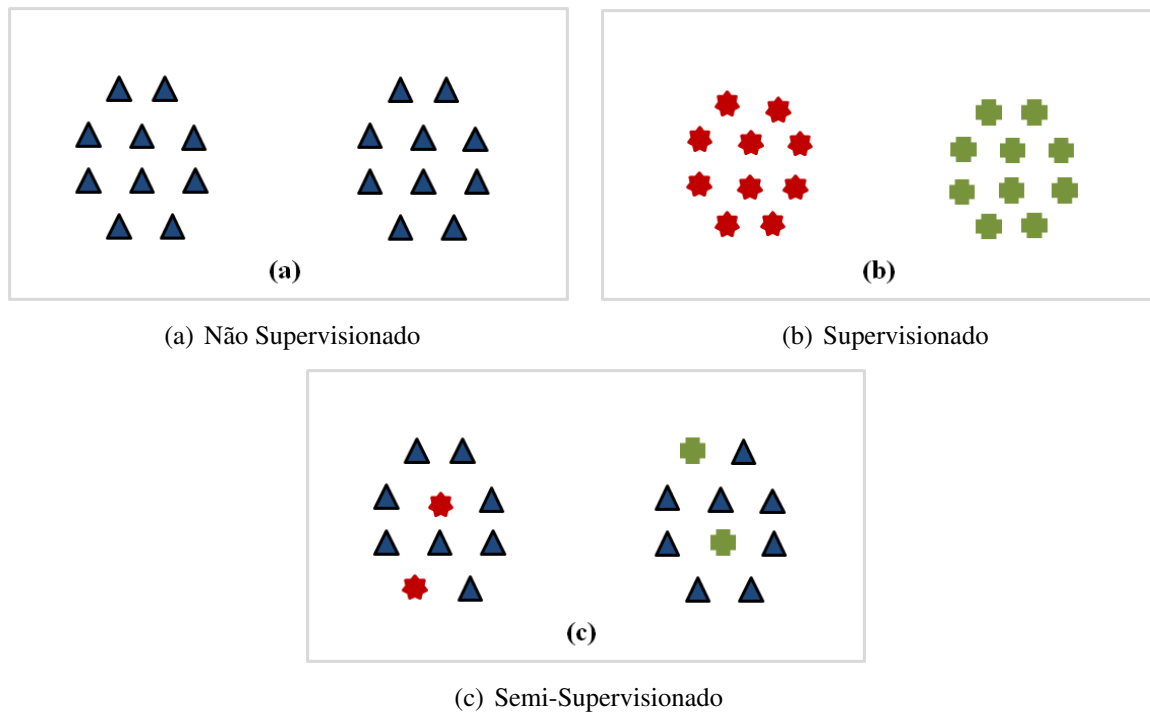 (a)
(b)
(a) Não Supervisionado
(b) Supervisionado
(c)
(c) Semi-Supervisionado